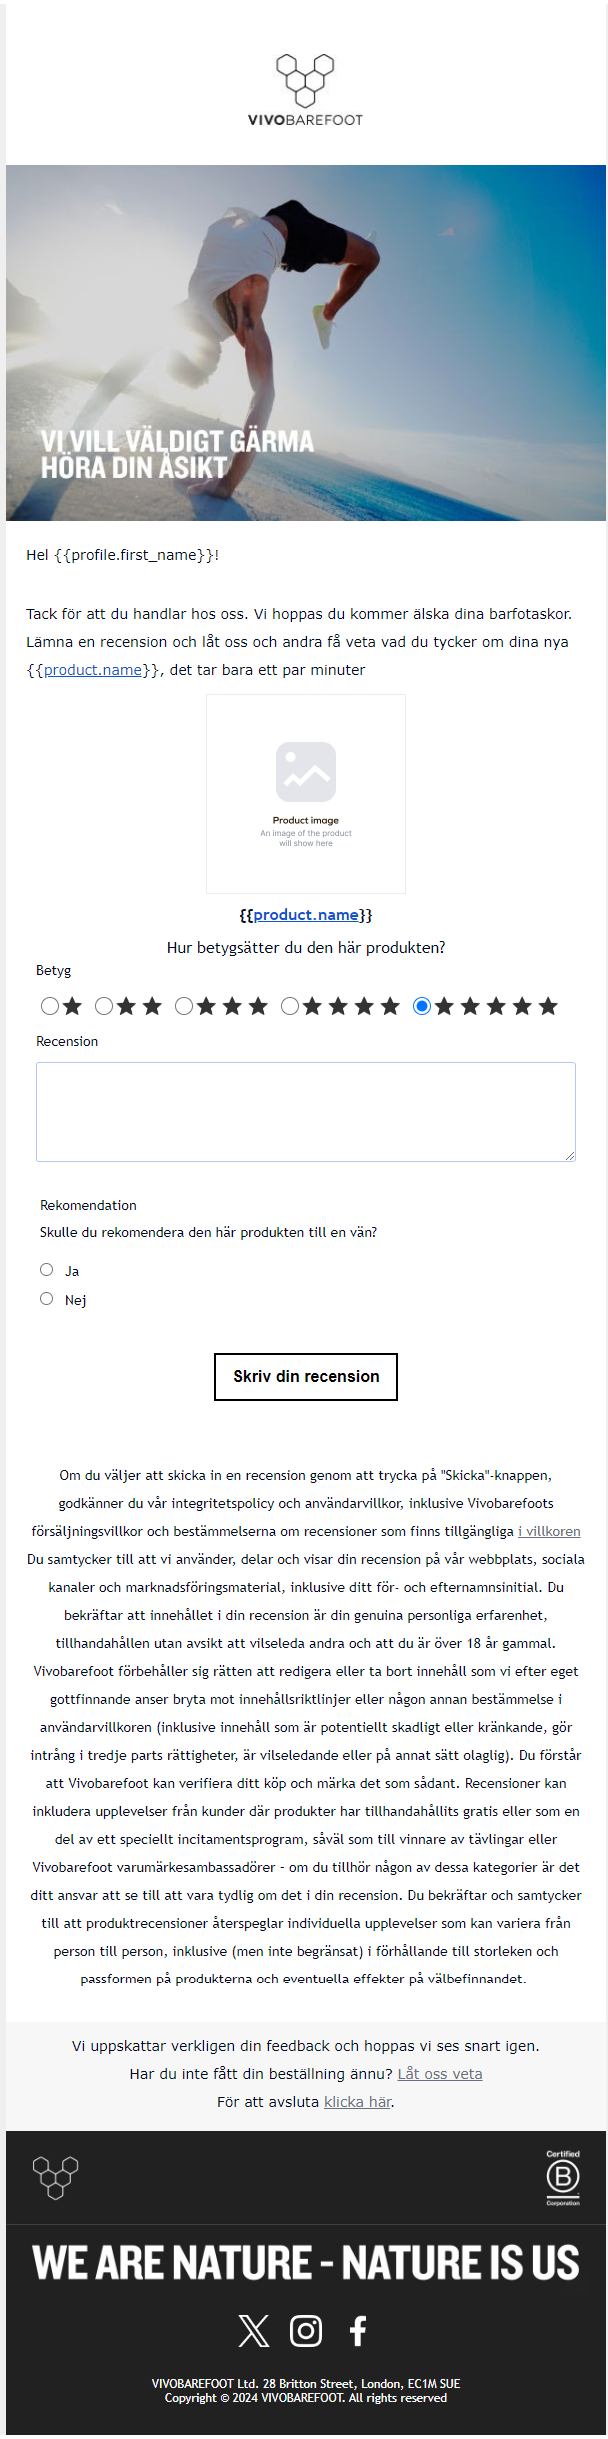 VIVOBAREFOOT
VI VILL VÄLDIGT GÄRMA
HÖRA DIN ÅSIKT
Hel {{profile.first_name}}!
Tack för att du handlar hos oss. Vi hoppas du kommer älska dina barfotaskor.
Lämna en recension och låt oss och andra få veta vad du tycker om dina nya
{{product.name}}, det tar bara ett par minuter
Product image
An image of the product
will show here
{{product.name}}
Hur betygsätter du den här produkten?
Betyg
Recension
Rekomendation
Skulle du rekomendera den här produkten till en vän?
Ja
Nej
Skriv din recension
Om du väljer att skicka in en recension genom att trycka på "Skicka"-knappen,
godkänner du vår integritetspolicy och användarvillkor, inklusive Vivobarefoots
försäljningsvillkor och bestämmelserna om recensioner som finns tillgängliga i villkoren
Du samtycker till att vi använder, delar och visar din recension på vår webbplats, sociala
kanaler och marknadsföringsmaterial, inklusive ditt för- och efternamnsinitial. Du
bekräftar att innehållet i din recension är din genuina personliga erfarenhet,
tillhandahållen utan avsikt att vilseleda andra och att du är över 18 år gammal.
Vivobarefoot förbehåller sig rätten att redigera eller ta bort innehåll som vi efter eget
gottfinnande anser bryta mot innehållsriktlinjer eller någon annan bestämmelse i
användarvillkoren (inklusive innehåll som är potentiellt skadligt eller kränkande, gör
intrång i tredje parts rättigheter, är vilseledande eller på annat sätt olaglig). Du förstår
att Vivobarefoot kan verifiera ditt köp och märka det som sådant. Recensioner kan
inkludera upplevelser från kunder där produkter har tillhandahållits gratis eller som en
del av ett speciellt incitamentsprogram, såväl som till vinnare av tävlingar eller
Vivobarefoot varumärkesambassadörer – om du tillhör någon av dessa kategorier är det
ditt ansvar att se till att vara tydlig om det i din recension. Du bekräftar och samtycker
till att produktrecensioner återspeglar individuella upplevelser som kan variera från
person till person, inklusive (men inte begränsat) i förhållande till storleken och
passformen på produkterna och eventuella effekter på välbefinnandet.
Vi uppskattar verkligen din feedback och hoppas vi ses snart igen.
Har du inte fått din beställning ännu? Låt oss veta
För att avsluta klicka här.
Certified
B
Corporation
WE ARE NATURE - NATURE IS US
VIVOBAREFOOT Ltd. 28 Britton Street, London, EC1M 5UE
Copyright © 2024 VIVOBAREFOOT. All rights reserved